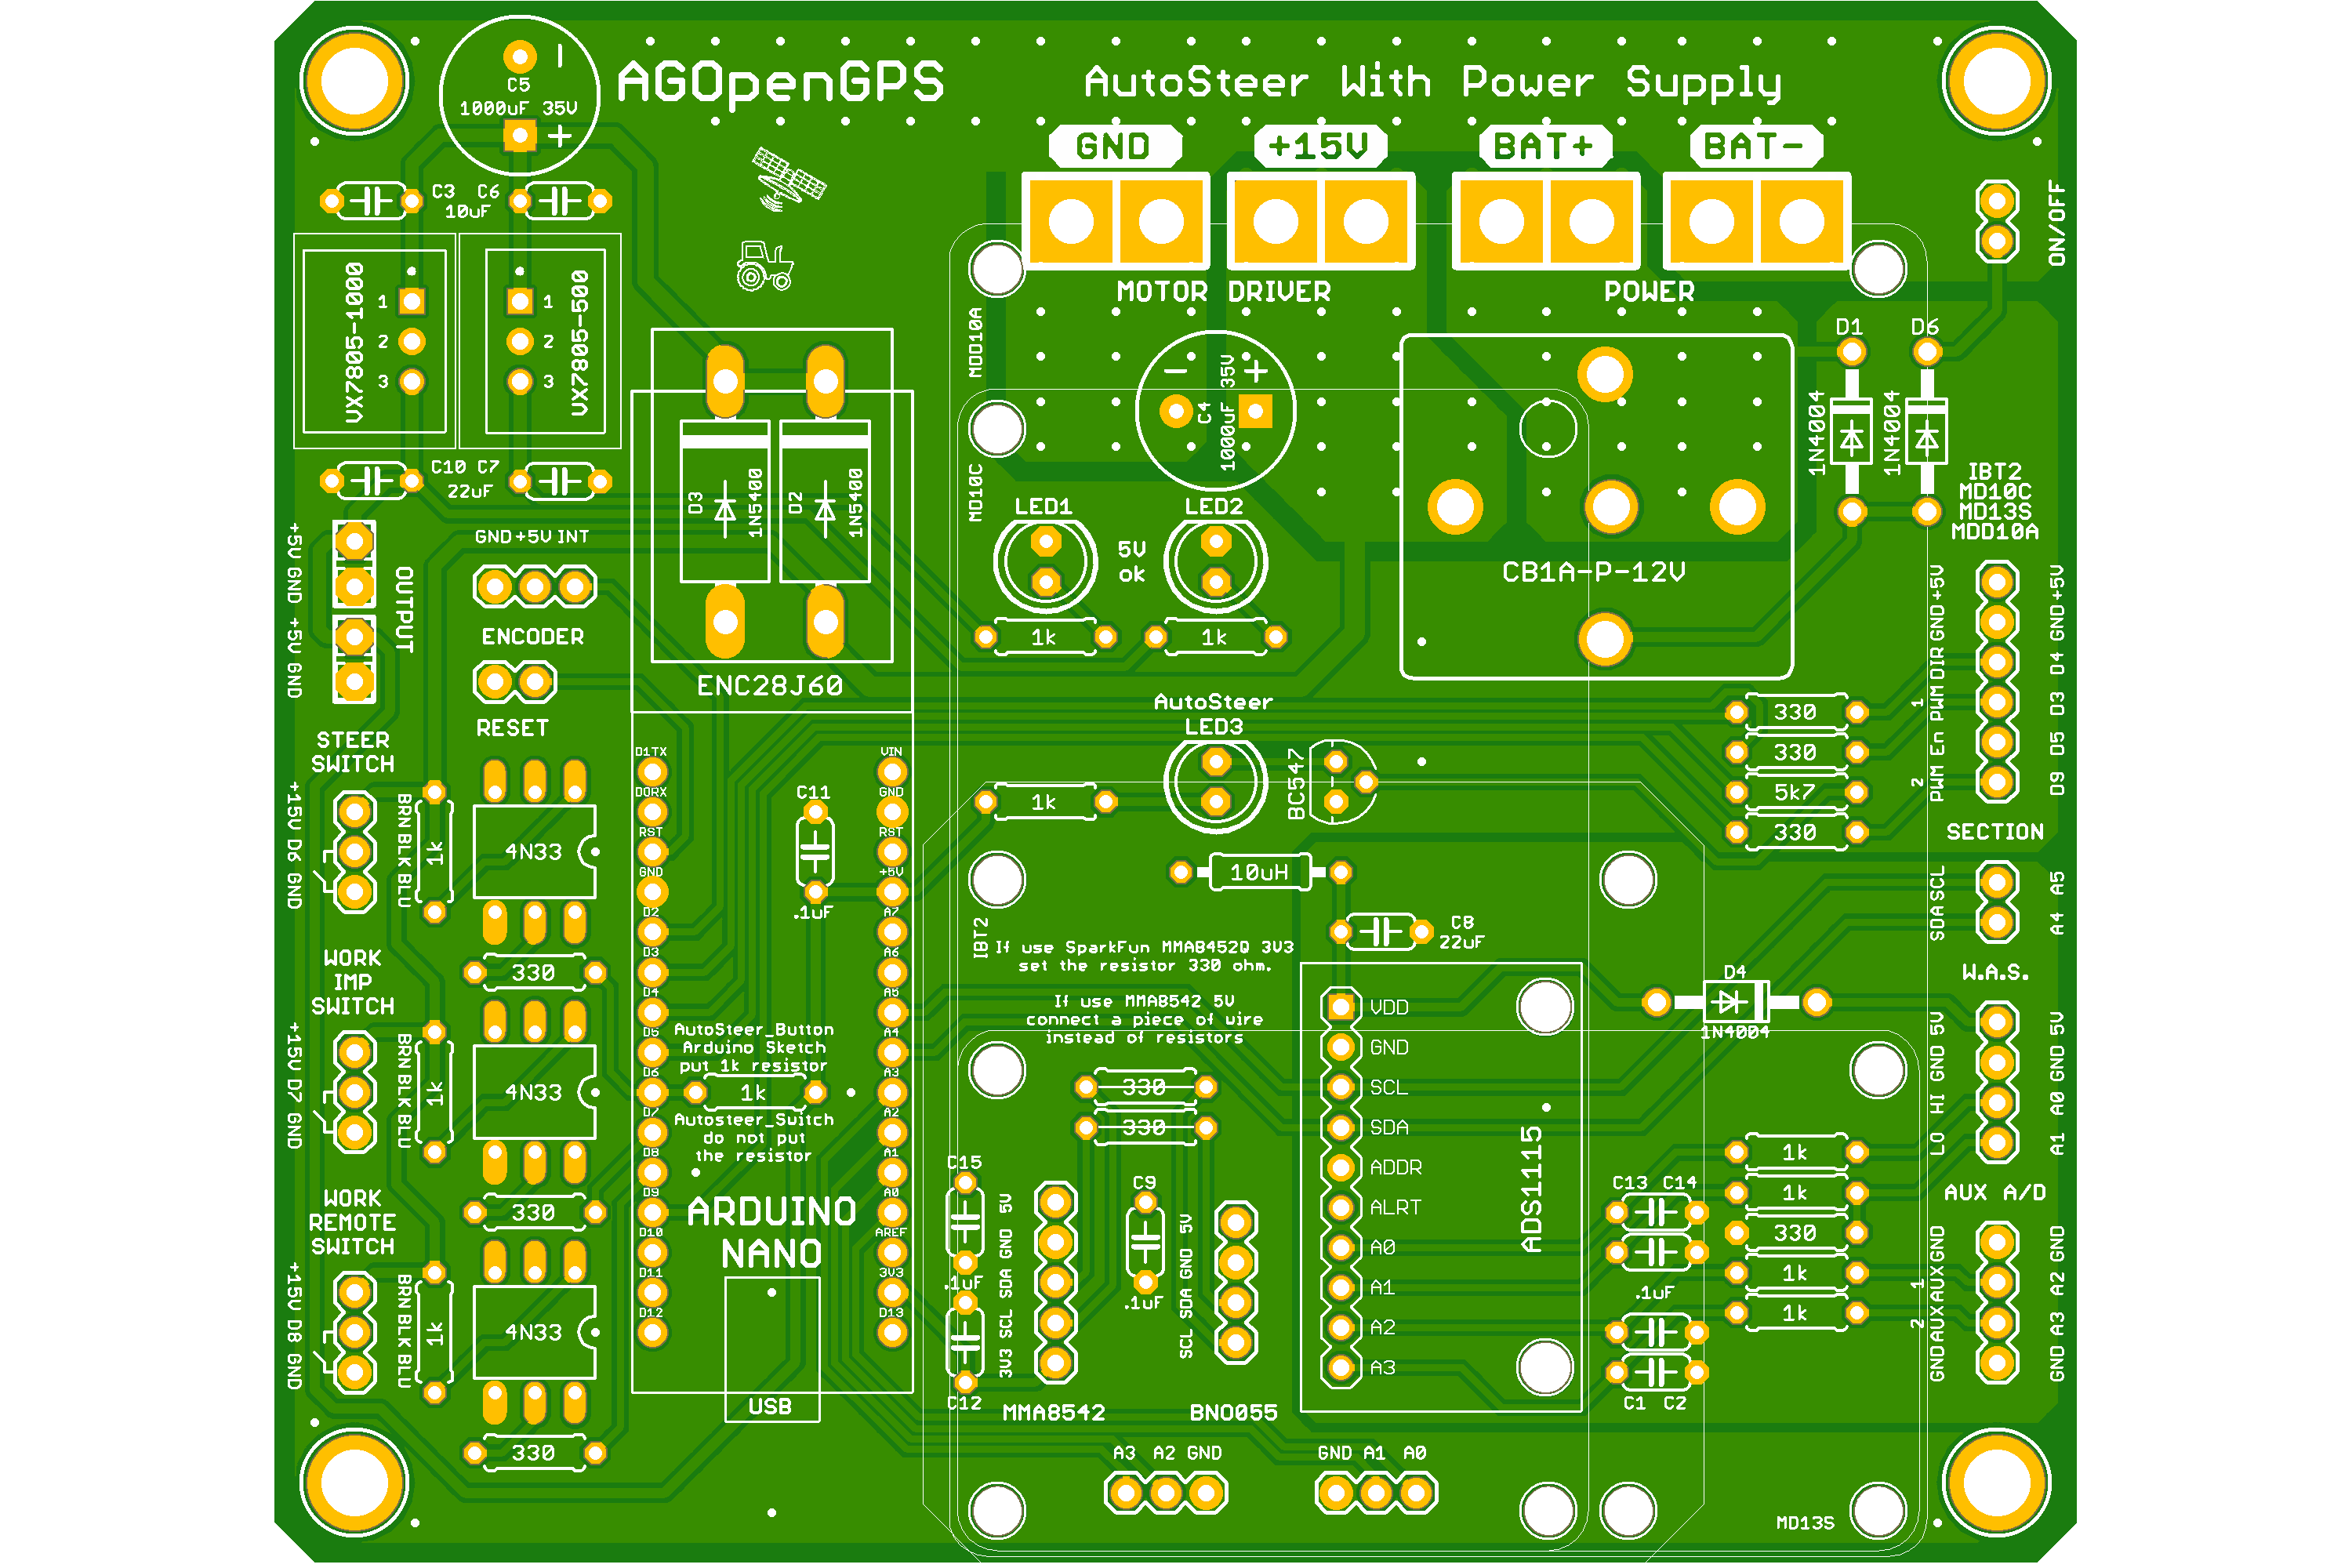 AGOpenGPS
AutoSteer With Power Supply
C5
1000uF 35V
GND
+15V
BAT+
BAT-
C3 C6
10uF
VX7805-1000
1
2
3
VX7805-500
1
2
3
MOTOR DRIVER
POWER
ON/OFF
MDD10A
C4
1000uF 35V
D1
D6
1N4004
1N4004
C10 C7
22uF
D3
1N5400
D2
1N5400
MD10C
LED1
LED2
5V
ok
1k
1k
CB1A-P-12V
IBT2
MD10C
MD13S
MDD10A
+5V GND +5V GND
OUTPUT
GND +5V INT
ENCODER
RESET
ENC28J60
AutoSteer
LED3
BC547
1k
330
330
5k7
330
PWM 2 En PWM 1 DIR GND +5V
D9 D5 D3 D4 GND +5V
SECTION
SDA SCL
A4 A5
STEER
SWITCH
+15V D6 GND
BRN BLK BLU
1k
4N33
330
C11
.1uF
10uH
C8
22uF
IBT2
If use SparkFun MMA8452Q 3V3
set the resistor 330 ohm.
If use MMA8542 5V
connect a piece of wire
instead of resistors
330
330
D4
1N4004
W.A.S.
LO HI GND 5V
A1 A0 GND 5V
WORK
IMP
SWITCH
+15V D7 GND
BRN BLK BLU
1k
4N33
330
D1TX
D0RX
RST
GND
D2
D3
D4
D5
D6
D7
D8
D9
D10
D11
D12
VIN
GND
RST
+5V
A7
A6
A5
A4
A3
A2
A1
A0
AREF
3V3
D13
AutoSteer_Button
Arduino Sketch
put 1k resistor
1k
Autosteer_Switch
do not put
the resistor
ARDUINO
NANO
USB
WORK
REMOTE
SWITCH
+15V D8 GND
BRN BLK BLU
1k
4N33
330
C15
.1uF
C12
3V3 SCL SDA GND 5V
MMA8542
C9
.1uF
SCL SDA GND 5V
BNO055
VDD
GND
SCL
SDA
ADDR
ALRT
A0
A1
A2
A3
ADS1115
C13 C14
.1uF
C1 C2
1k
1k
330
1k
1k
AUX A/D
GND AUX 2 AUX 1 GND
GND A3 A2 GND
A3 A2 GND
GND A1 A0
MD13S